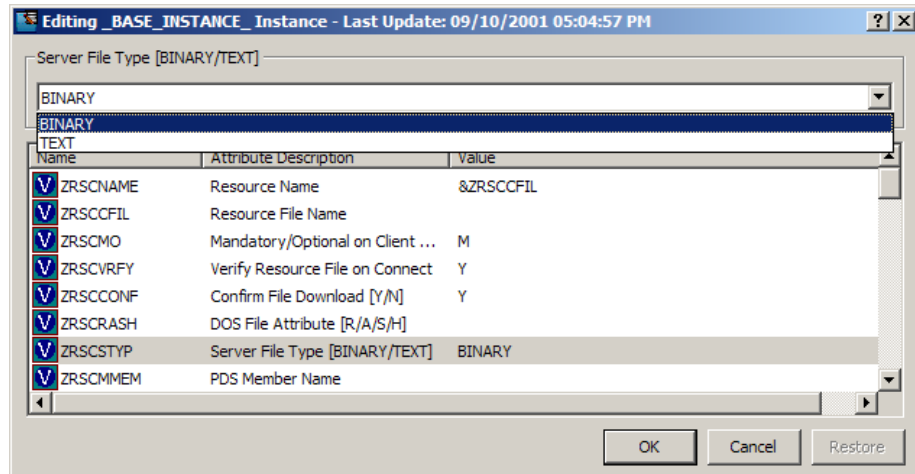 Editing _BASE_INSTANCE_ Instance - Last Update: 09/10/2001 05:04:57 PM
Server File Type [BINARY/TEXT]
BINARY
BINARY
TEXT
Name Attribute Description Value
V ZRSCNAME Resource Name &ZRSCCFIL
V ZRSCCFIL Resource File Name
V ZRSCMO Mandatory/Optional on Client ... M
V ZRSCVRFY Verify Resource File on Connect Y
V ZRSCCONF Confirm File Download [Y/N] Y
V ZRSCRASH DOS File Attribute [R/A/S/H]
V ZRSCSTYP Server File Type [BINARY/TEXT] BINARY
V ZRSCMMEM PDS Member Name
OK Cancel Restore